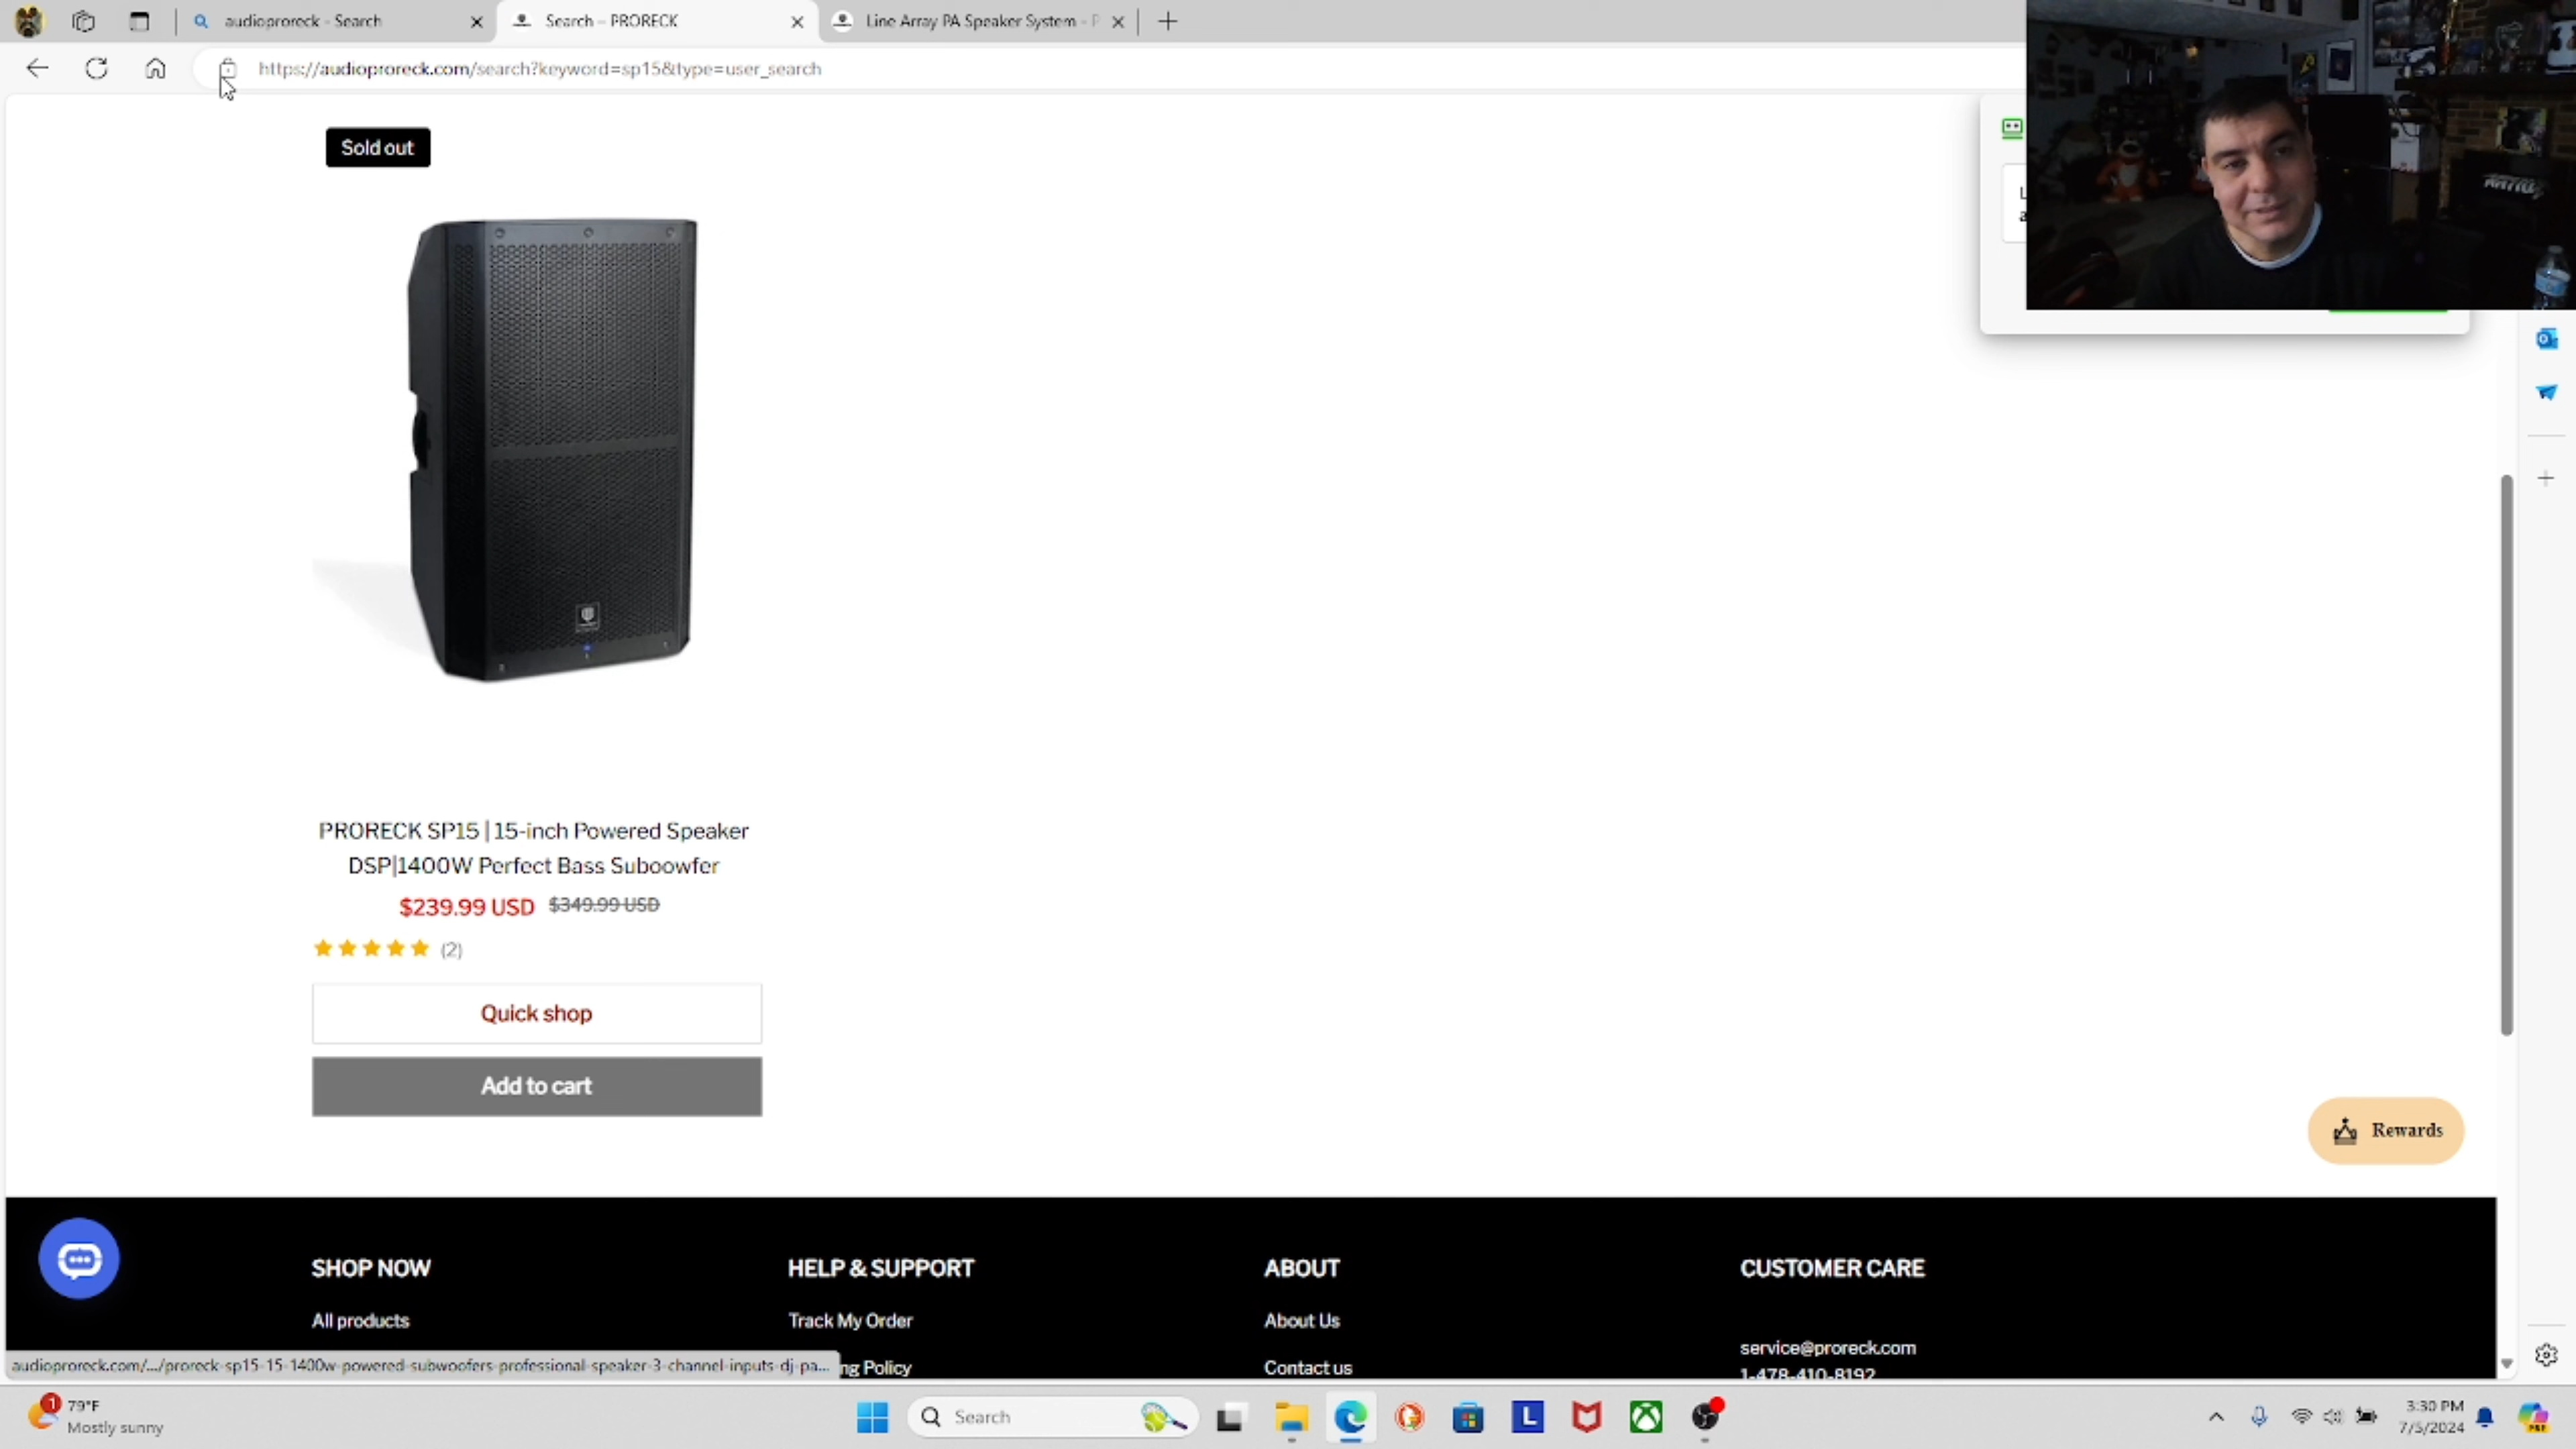 audioproreck - Search
Search – PRORECK
Line Array PA Speaker System - P
https://audioproreck.com/search?keyword=sp15&type=user_search
Sold out
PRORECK SP15 | 15-inch Powered Speaker
DSP|1400W Perfect Bass Suboowfer
$239.99 USD $349.99 USD
(2)
Quick shop
Add to cart
Rewards
SHOP NOW
All products
HELP & SUPPORT
Track My Order
ng Policy
ABOUT
About Us
Contact us
CUSTOMER CARE
service@proreck.com
1-478-410-8192
audioproreck.com/.../proreck-sp15-15-1400w-powered-subwoofers-professional-speaker-3-channel-inputs-dj-pa...
1
79°F
Mostly sunny
Search
L
3:30 PM
7/5/2024